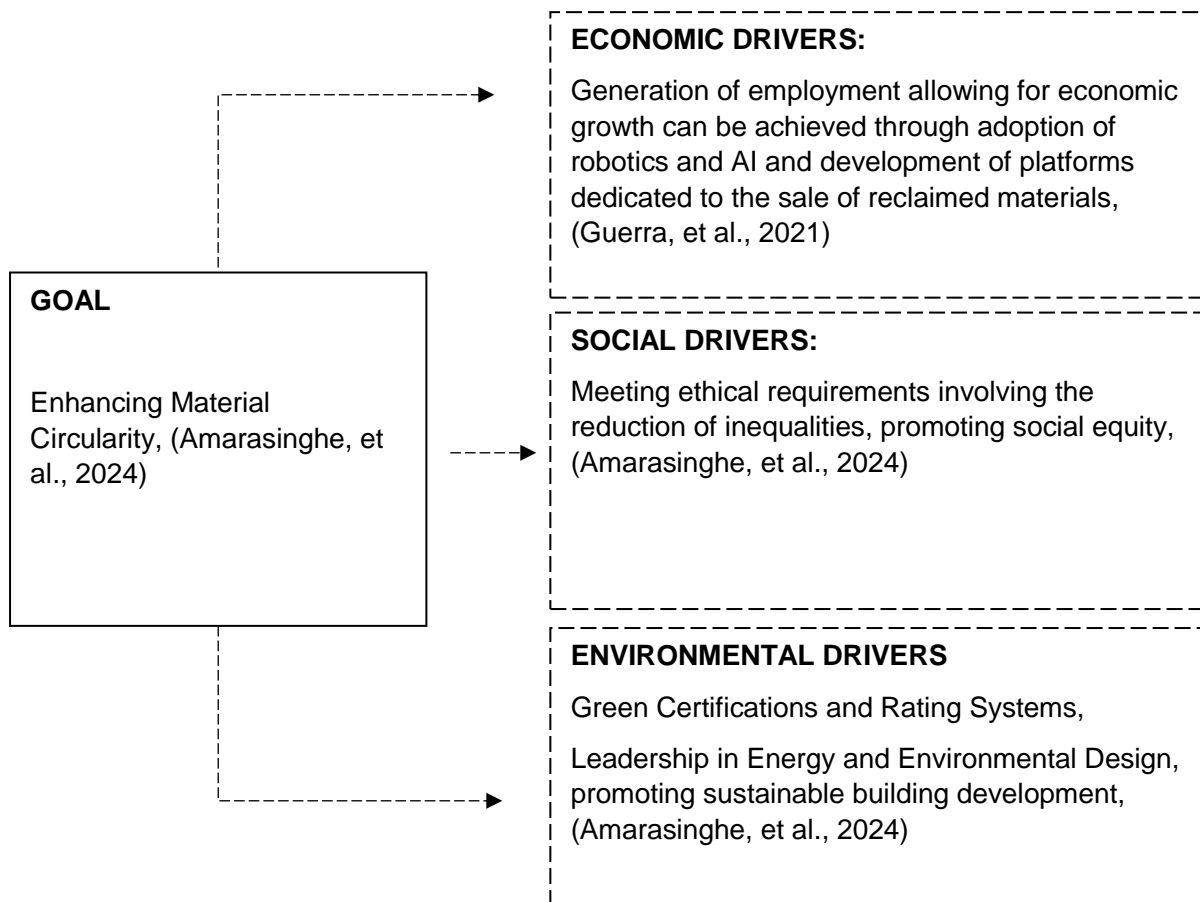 ECONOMIC DRIVERS:
Generation of employment allowing for economic
growth can be achieved through adoption of
robotics and AI and development of platforms
dedicated to the sale of reclaimed materials,
(Guerra, et al., 2021)
GOAL
Enhancing Material
Circularity, (Amarasinghe, et
al., 2024)
SOCIAL DRIVERS:
Meeting ethical requirements involving the
reduction of inequalities, promoting social equity,
(Amarasinghe, et al., 2024)
ENVIRONMENTAL DRIVERS
Green Certifications and Rating Systems,
Leadership in Energy and Environmental Design,
promoting sustainable building development,
(Amarasinghe, et al., 2024)